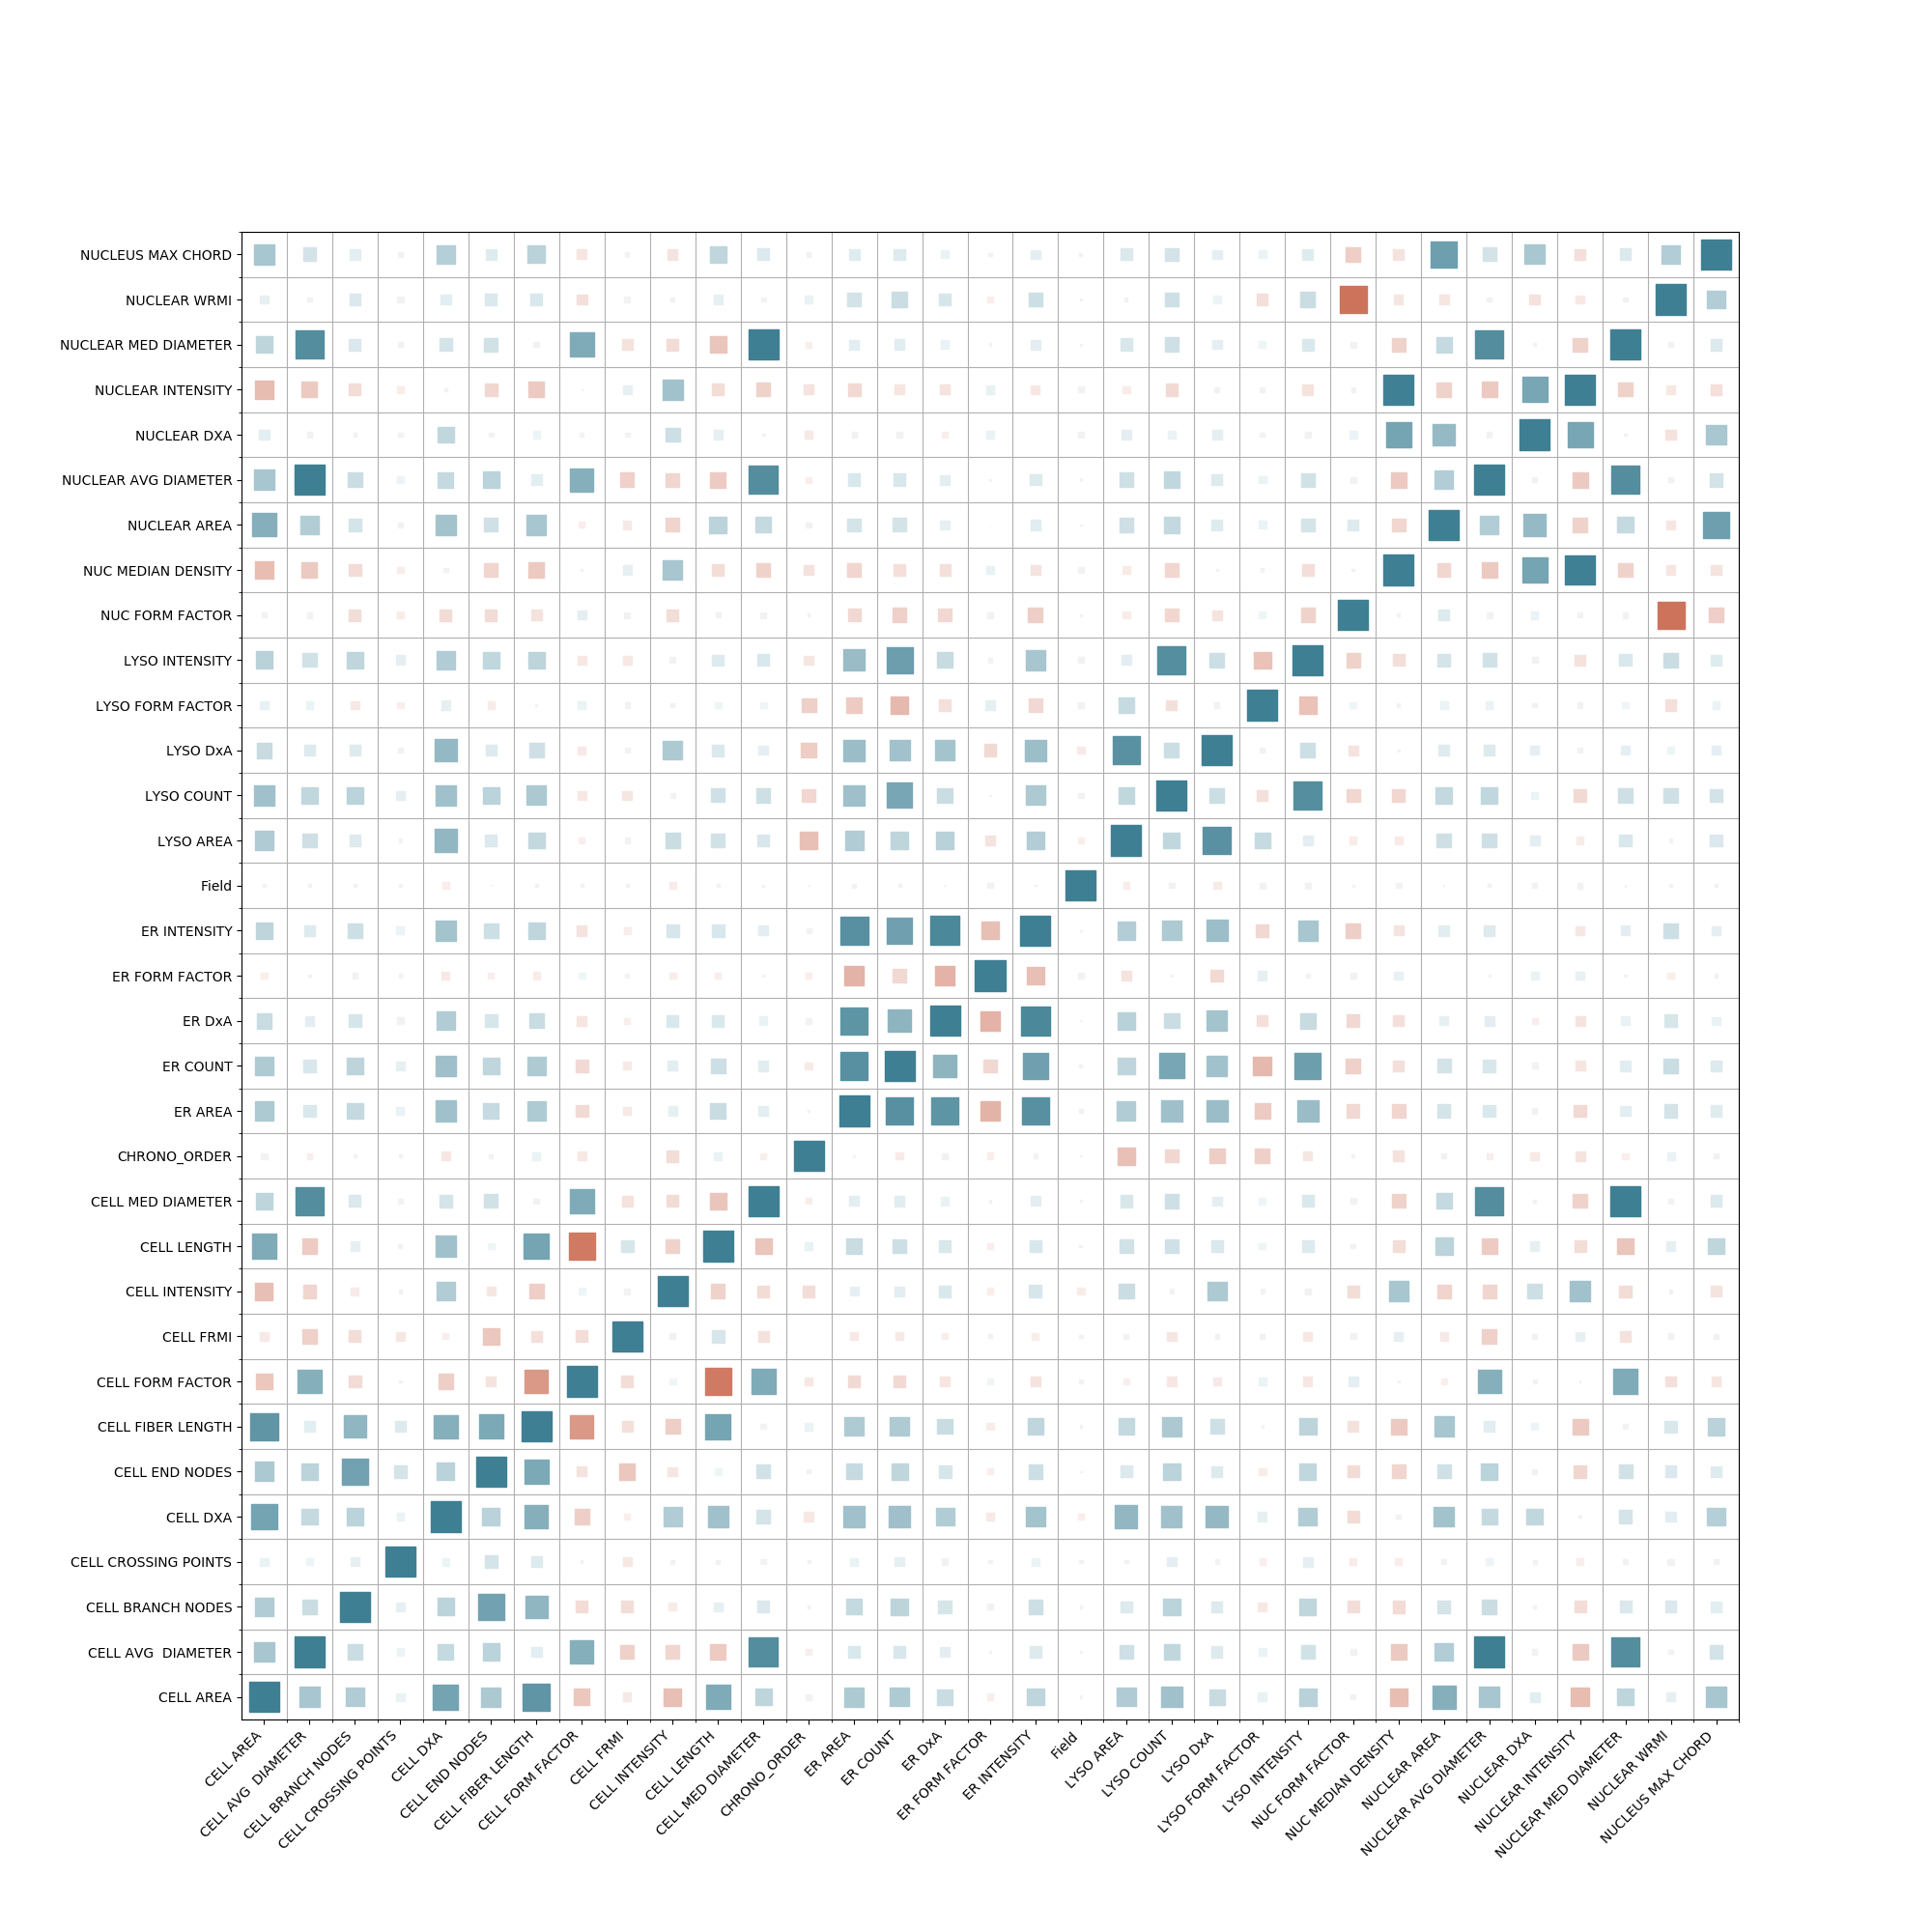 NUCLEUS MAX CHORD
NUCLEAR WRMI
NUCLEAR MED DIAMETER
NUCLEAR INTENSITY
NUCLEAR DXA
NUCLEAR AVG DIAMETER
NUCLEAR AREA
NUC MEDIAN DENSITY
NUC FORM FACTOR
LYSO INTENSITY
LYSO FORM FACTOR
LYSO DxA
LYSO COUNT
LYSO AREA
Field
ER INTENSITY
ER FORM FACTOR
ER DxA
ER COUNT
ER AREA
CHRONO_ORDER
CELL MED DIAMETER
CELL LENGTH
CELL INTENSITY
CELL FRMI
CELL FORM FACTOR
CELL FIBER LENGTH
CELL END NODES
CELL DXA
CELL CROSSING POINTS
CELL BRANCH NODES
CELL AVG  DIAMETER
CELL AREA
CELL AREA
CELL AVG  DIAMETER
CELL BRANCH NODES
CELL CROSSING POINTS
CELL DXA
CELL END NODES
CELL FIBER LENGTH
CELL FORM FACTOR
CELL FRMI
CELL INTENSITY
CELL LENGTH
CELL MED DIAMETER
CHRONO_ORDER
ER AREA
ER COUNT
ER DxA
ER FORM FACTOR
ER INTENSITY
Field
LYSO AREA
LYSO COUNT
LYSO DxA
LYSO FORM FACTOR
LYSO INTENSITY
NUC FORM FACTOR
NUC MEDIAN DENSITY
NUCLEAR AREA
NUCLEAR AVG DIAMETER
NUCLEAR DXA
NUCLEAR INTENSITY
NUCLEAR MED DIAMETER
NUCLEAR WRMI
NUCLEUS MAX CHORD